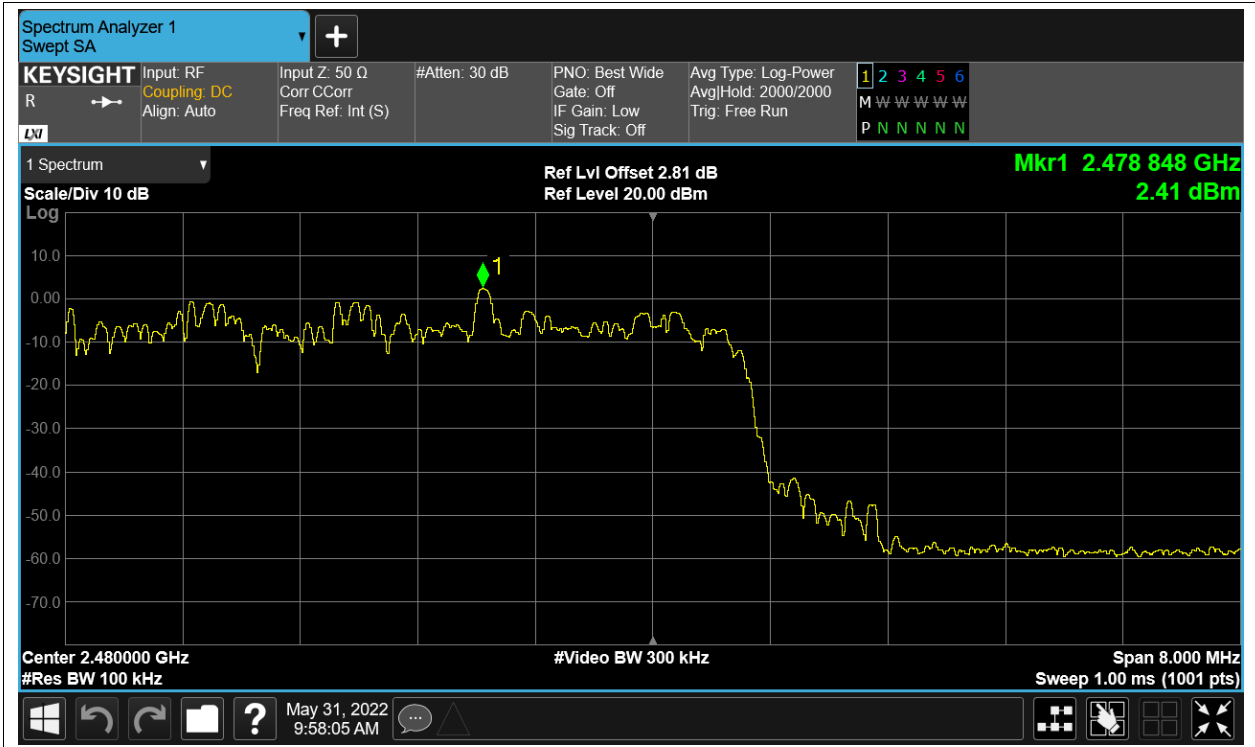 Spectrum Analyzer 1
Swept SA
+
KEYSIGHT
R
LXI
Input: RF
Coupling: DC
Align: Auto
Input Z: 50 Ω
Corr CCorr
Freq Ref: Int (S)
#Atten: 30 dB
PNO: Best Wide
Gate: Off
IF Gain: Low
Sig Track: Off
Avg Type: Log-Power
Avg|Hold: 2000/2000
Trig: Free Run
1 2 3 4 5 6
M W W W W W
P N N N N N
1 Spectrum
Scale/Div 10 dB
Ref Lvl Offset 2.81 dB
Ref Level 20.00 dBm
Mkr1 2.478 848 GHz
2.41 dBm
Log
10.0
0.00
-10.0
-20.0
-30.0
-40.0
-50.0
-60.0
-70.0
1
Center 2.480000 GHz
#Res BW 100 kHz
#Video BW 300 kHz
Span 8.000 MHz
Sweep 1.00 ms (1001 pts)
?
May 31, 2022
9:58:05 AM